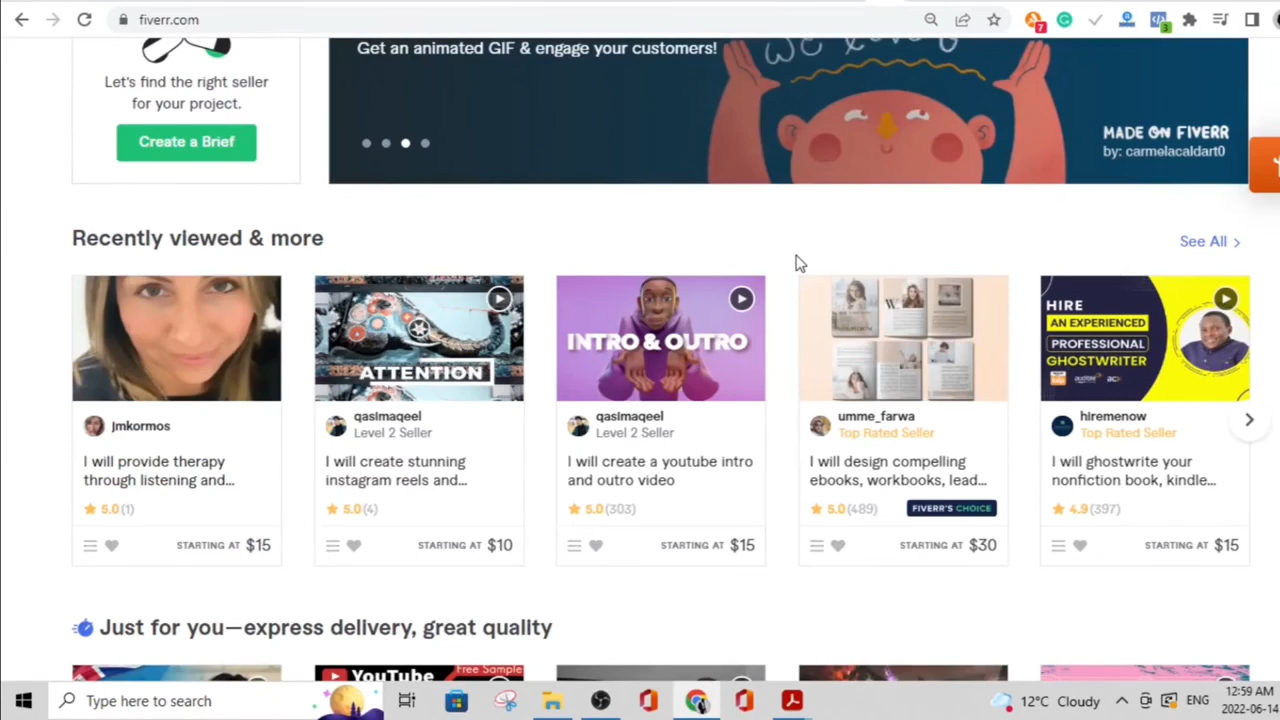 fiverr.com
7
3
Get an animated GIF & engage your customers!
Let's find the right seller
for your project.
Create a Brief
MADE ON FIVERR
by: carmelacaldart0
Recently viewed & more
See All
ATTENTION
INTRO & OUTRO
HIRE
AN EXPERIENCED
PROFESSIONAL
GHOSTWRITER
jmkormos
qasimaqeel
Level 2 Seller
qasimaqeel
Level 2 Seller
umme_farwa
Top Rated Seller
hiremenow
Top Rated Seller
I will provide therapy
through listening and...
I will create stunning
instagram reels and...
I will create a youtube intro
and outro video
I will design compelling
ebooks, workbooks, lead...
I will ghostwrite your
nonfiction book, kindle...
5.0(1)
5.0(4)
5.0(303)
5.0(489)
FIVERR'S CHOICE
4.9(397)
STARTING AT $15
STARTING AT $10
STARTING AT $15
STARTING AT $30
STARTING AT $15
Just for you—express delivery, great quality
YouTube
Free Sample
Type here to search
12°C Cloudy
ENG
12:59 AM
2022-06-14